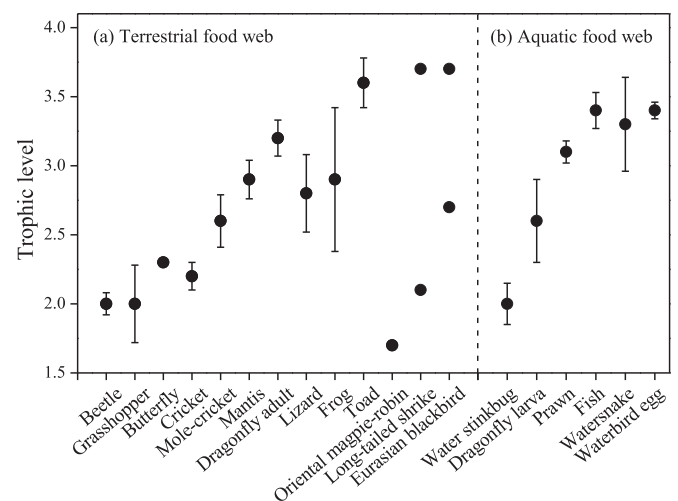 (a) Terrestrial food web
(b) Aquatic food web
Trophic level
4.0
3.5
3.0
2.5
2.0
1.5
Beetle
Grasshopper
Butterfly
Cricket
Mole-cricket
Mantis
Dragonfly adult
Lizard
Frog
Toad
Oriental magpie-robin
Long-tailed shrike
Eurasian blackbird
Water stinkbug
Dragonfly larva
Prawn
Fish
Watersnake
Waterbird egg